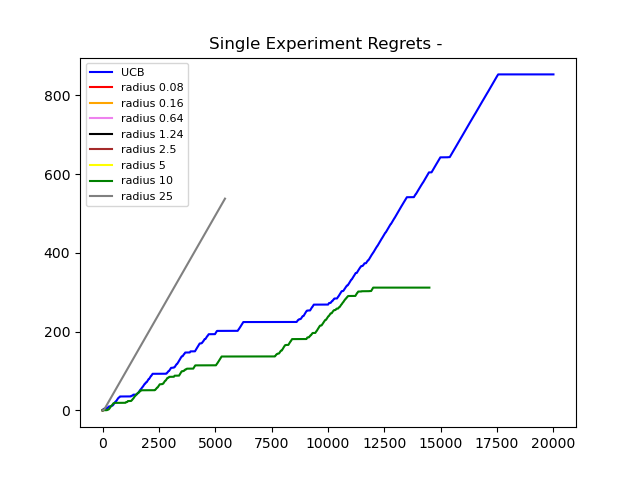 Single Experiment Regrets -
UCB
radius 0.08
radius 0.16
radius 0.64
radius 1.24
radius 2.5
radius 5
radius 10
radius 25
800
600
400
200
0
0 2500 5000 7500 10000 12500 15000 17500 20000